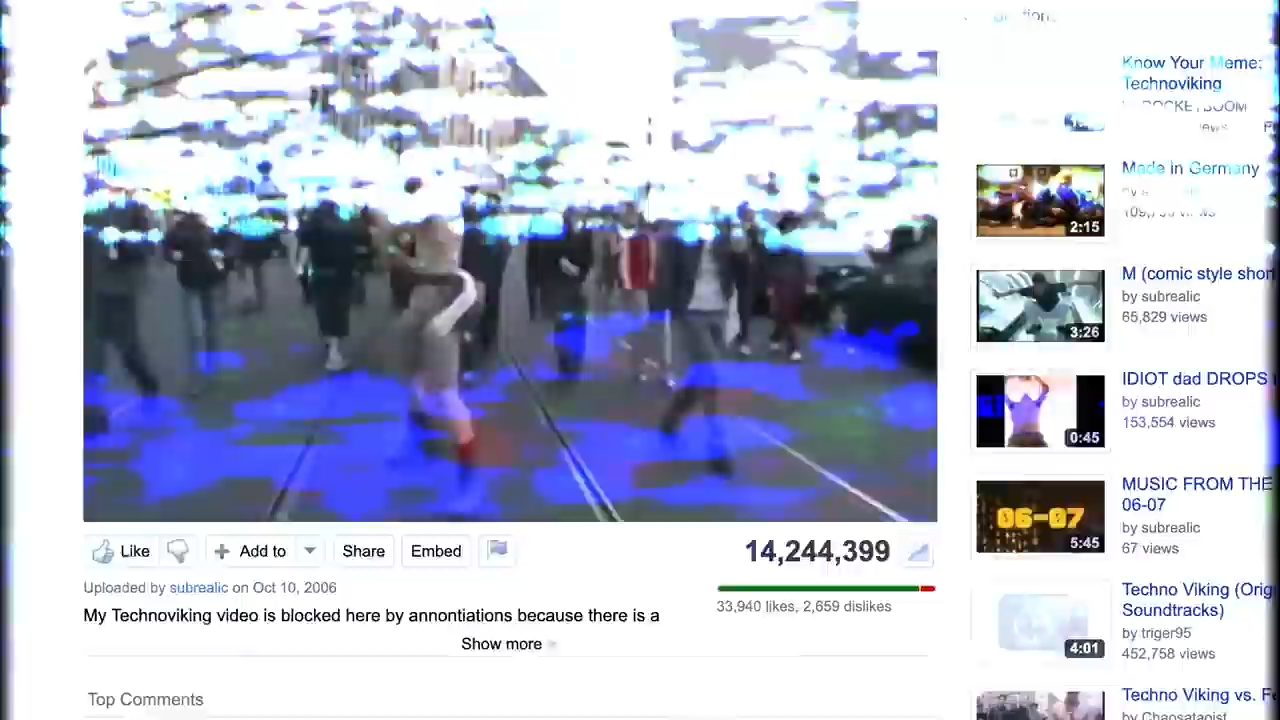 Know Your Meme:
Technoviking
Made in Germany
2:15
M (comic style shor
by subrealic
65,829 views
3:26
IDIOT dad DROPS
by subrealic
153,554 views
0:45
MUSIC FROM THE
06-07
by subrealic
67 views
06-07
5:45
Techno Viking (Orig
Soundtracks)
by triger95
452,758 views
4:01
Techno Viking vs. F
by Chaosatapist
Like
Add to
Share
Embed
14,244,399
Uploaded by subrealic on Oct 10, 2006
33,940 likes, 2,659 dislikes
My Technoviking video is blocked here by annontiations because there is a
Show more
Top Comments